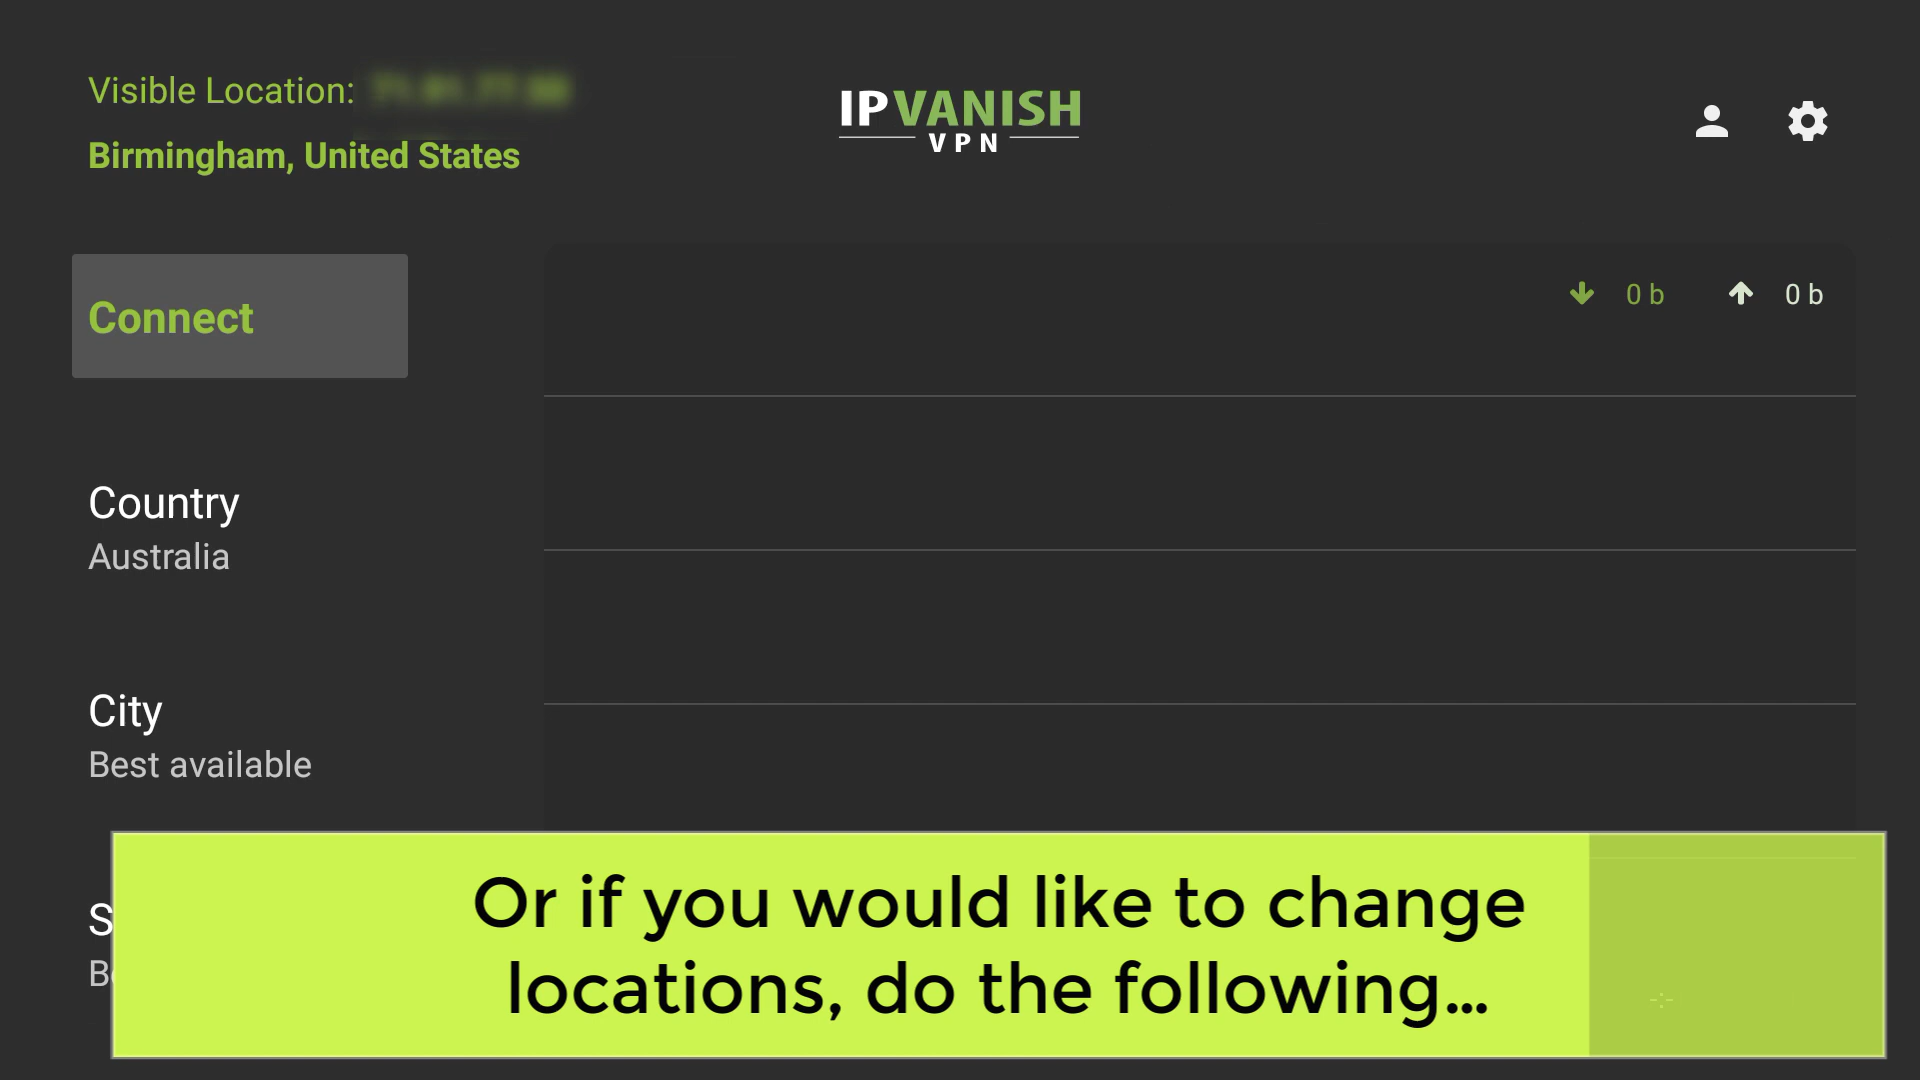 Visible Location:
Birmingham, United States
IPVANISH
VPN
Connect
0 b
0 b
Country
Australia
City
Best available
Or if you would like to change
locations, do the following...